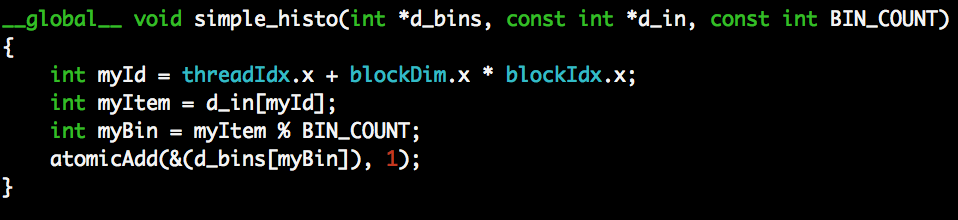 __global__ void simple_histo(int *d_bins, const int *d_in, const int BIN_COUNT)
{
    int myId = threadIdx.x + blockDim.x * blockIdx.x;
    int myItem = d_in[myId];
    int myBin = myItem % BIN_COUNT;
    atomicAdd(&(d_bins[myBin]), 1);
}